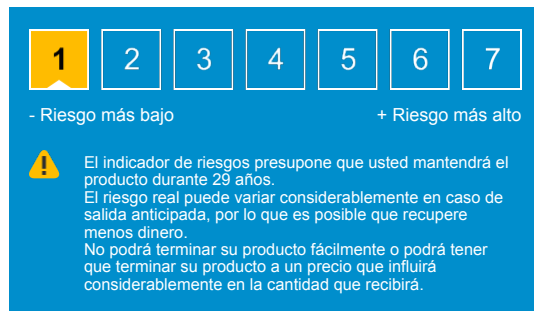 1 2 3 4 5 6 7
- Riesgo más bajo + Riesgo más alto
El indicador de riesgos presupone que usted mantendrá el
producto durante 29 años.
El riesgo real puede variar considerablemente en caso de
salida anticipada, por lo que es posible que recupere
menos dinero.
No podrá terminar su producto fácilmente o podrá tener
que terminar su producto a un precio que influirá
considerablemente en la cantidad que recibirá.